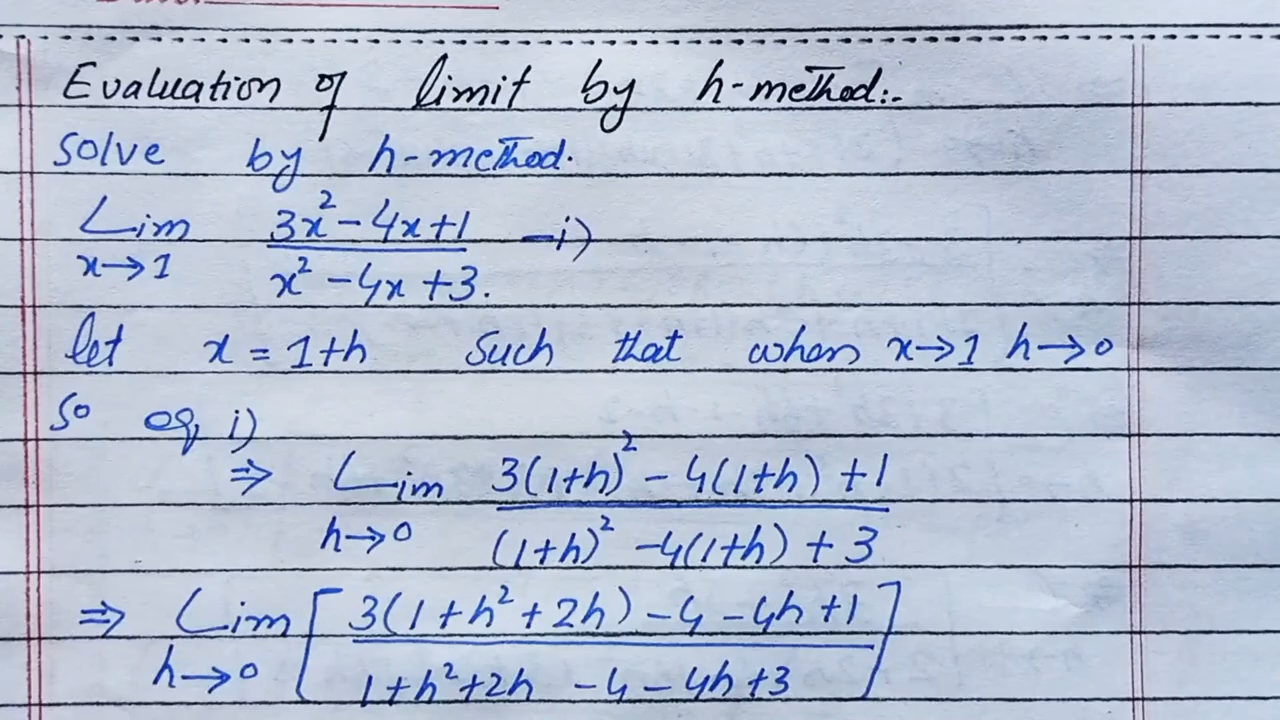 Evaluation of limit by h-method:-
Solve by h-method.
Lim 3x² - 4x + 1 -i)
x→1 x² - 4x + 3.
let x = 1+h such that when x→1 h→0
So eq, i)
⇒ Lim 3(1+h)² - 4(1+h) + 1
h→0 (1+h)² - 4(1+h) + 3
⇒ Lim [ 3(1 + h² + 2h) - 4 - 4h + 1
h→0 1 + h² + 2h - 4 - 4h + 3 ]